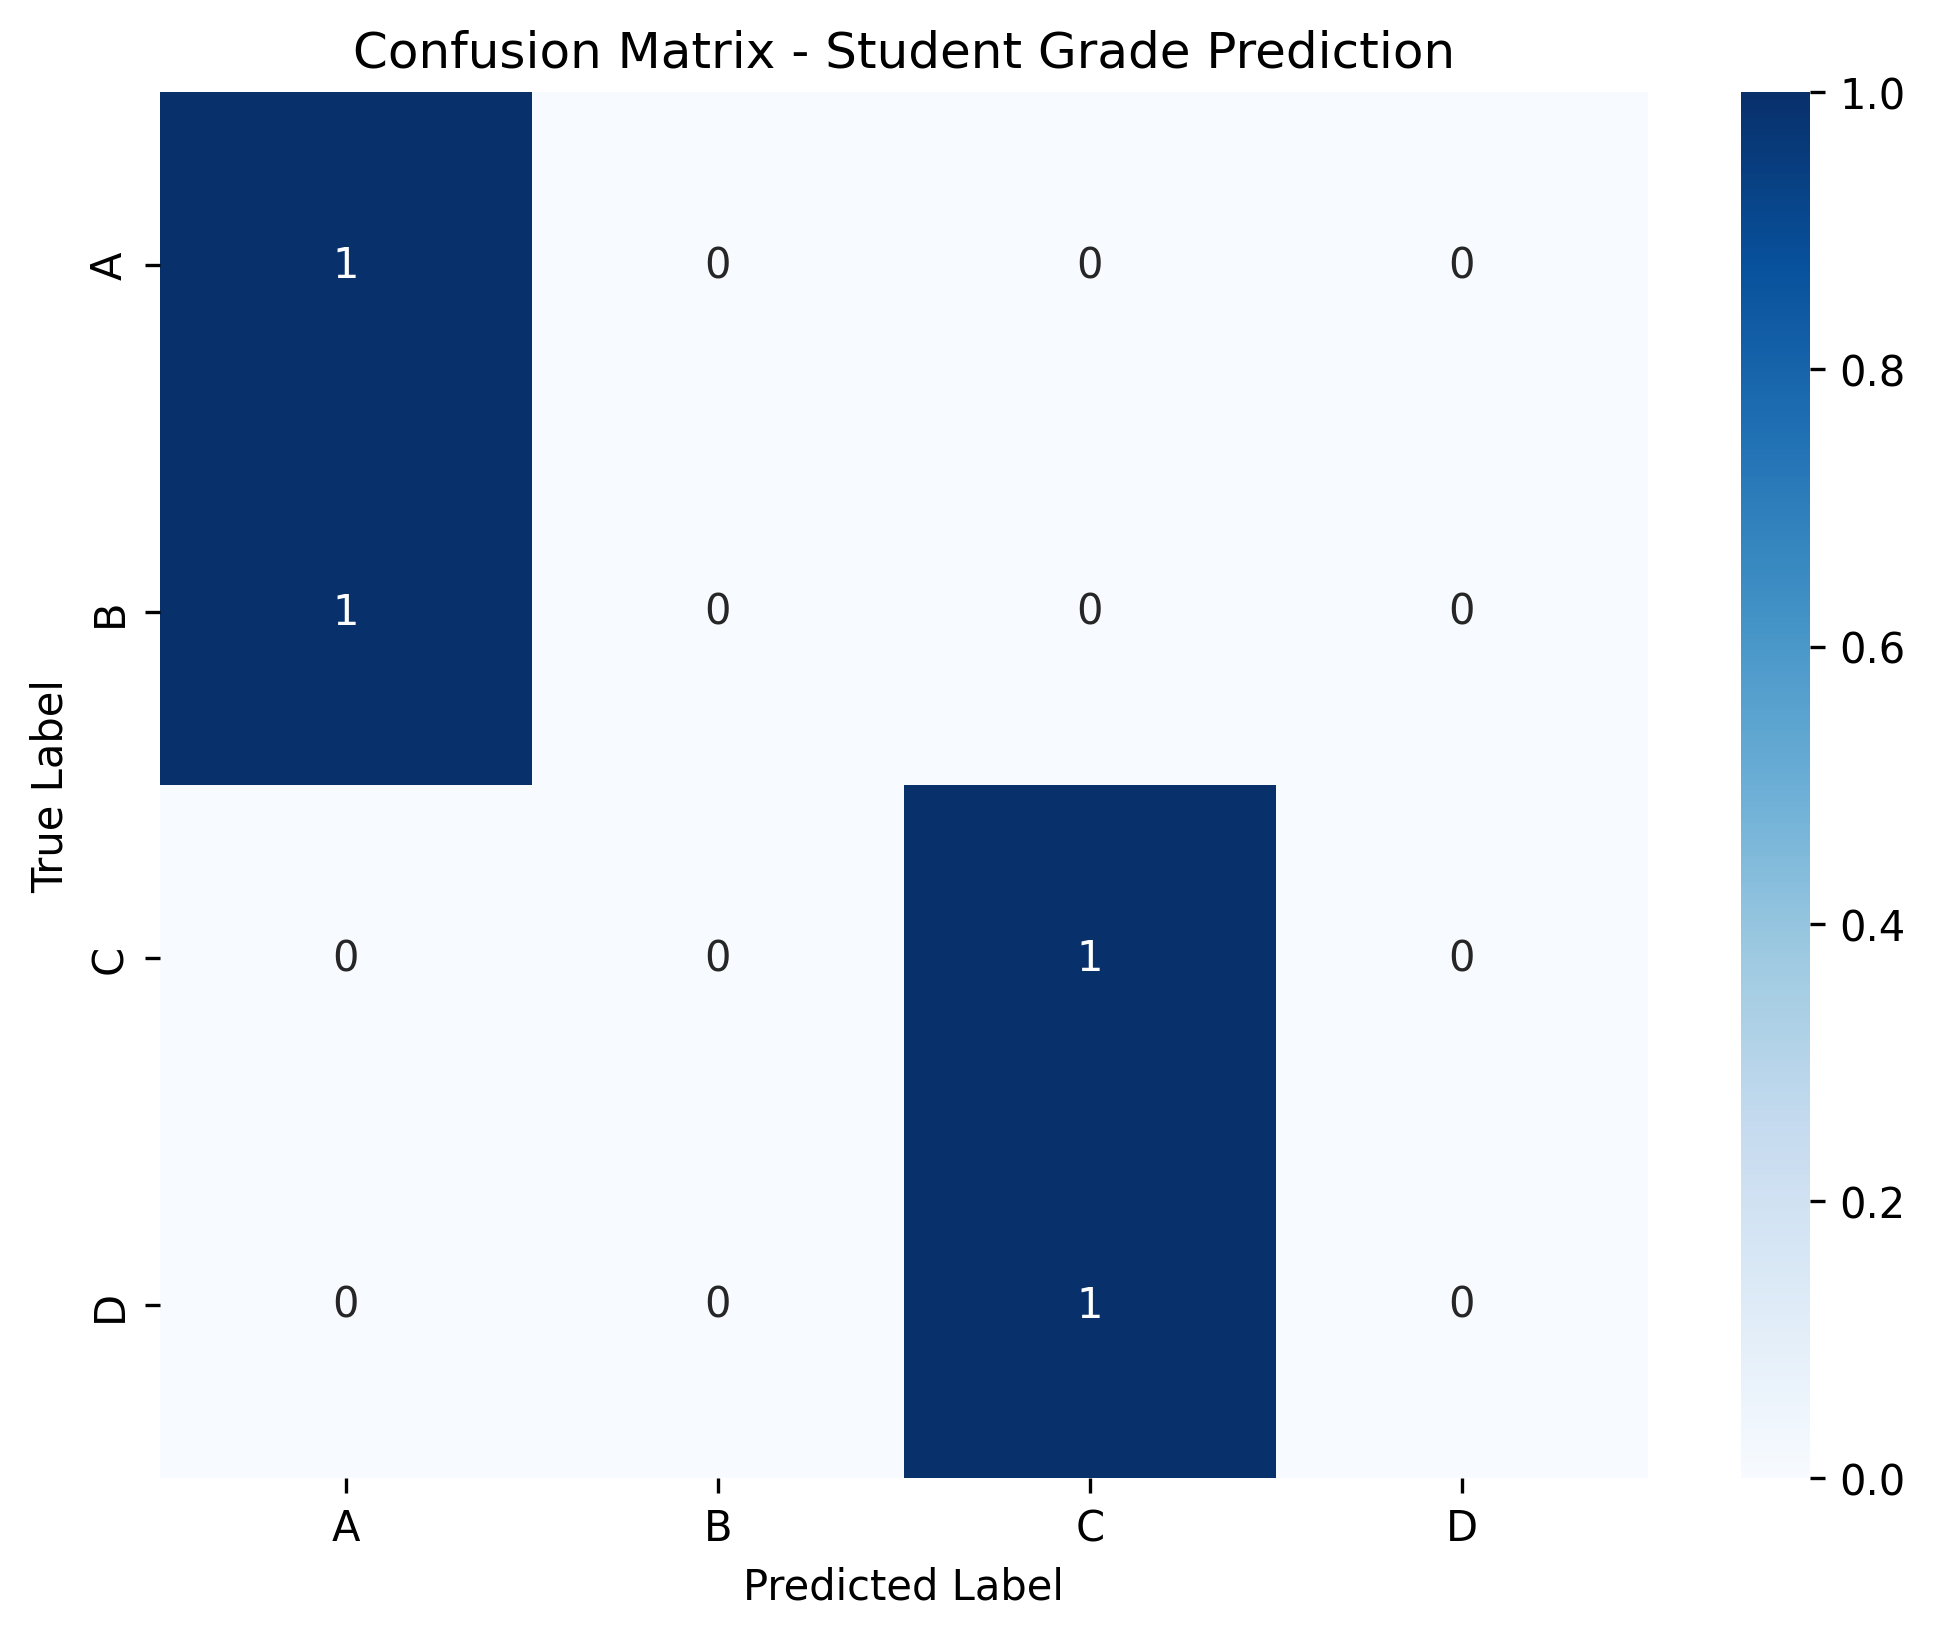 Confusion Matrix - Student Grade Prediction
True Label
A
1 0 0 0
B
1 0 0 0
C
0 0 1 0
D
0 0 1 0
A B C D
Predicted Label
1.0
0.8
0.6
0.4
0.2
0.0